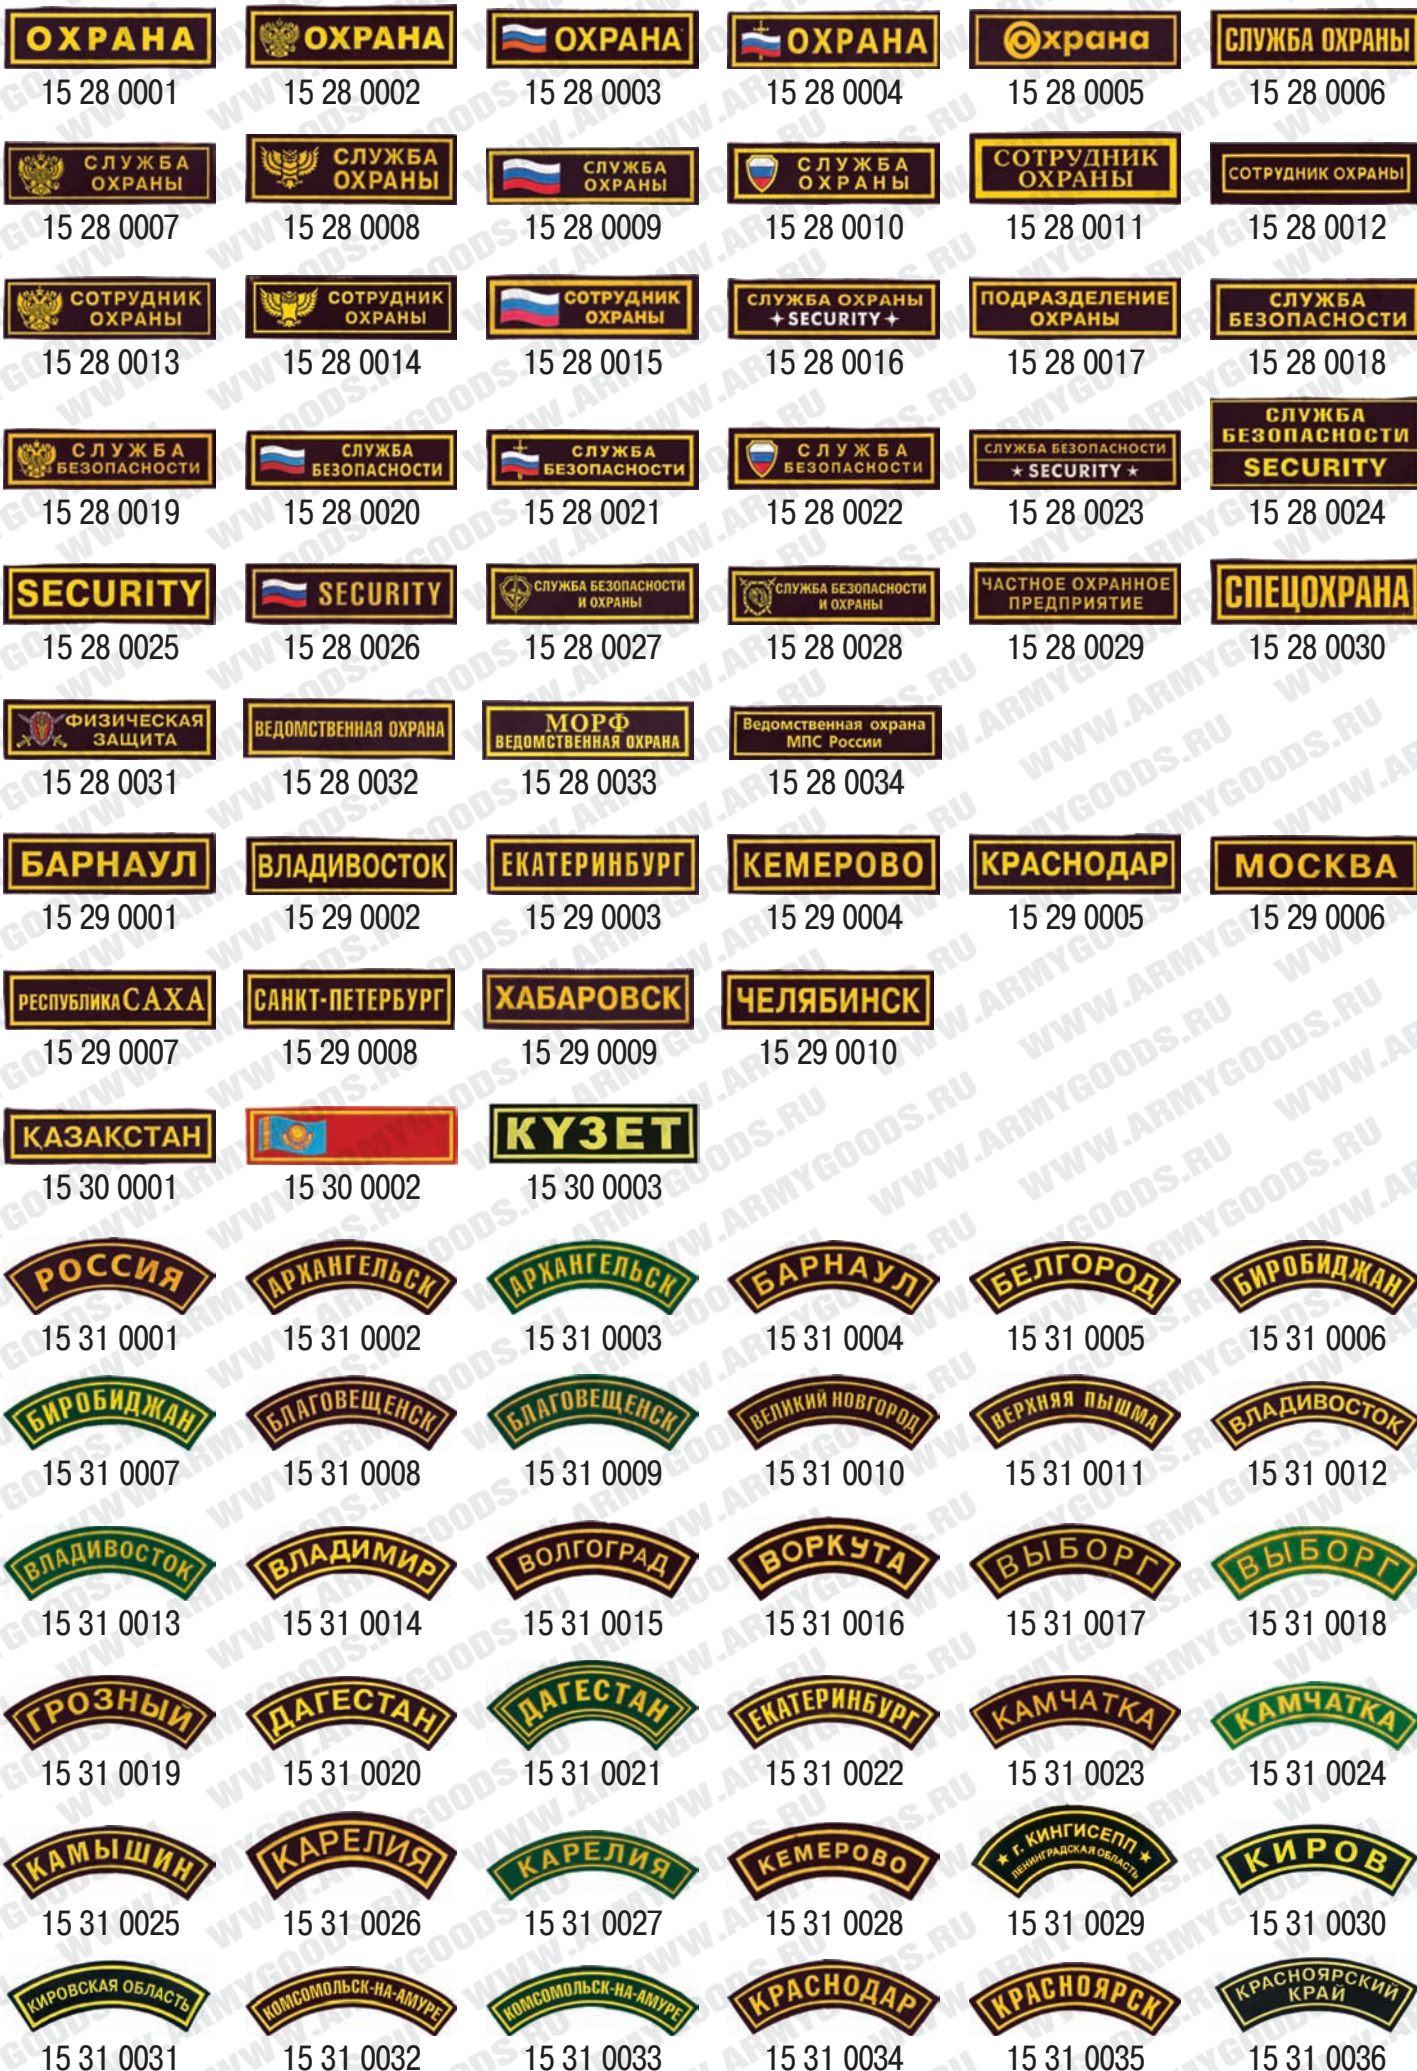 ОХРАНА ОХРАНА ОХРАНА ОХРАНА Охрана СЛУЖБА ОХРАНЫ
15 28 0001 15 28 0002 15 28 0003 15 28 0004 15 28 0005 15 28 0006
СЛУЖБА
ОХРАНЫ
СЛУЖБА
ОХРАНЫ
СЛУЖБА
ОХРАНЫ
СЛУЖБА
ОХРАНЫ
СОТРУДНИК
ОХРАНЫ
СОТРУДНИК ОХРАНЫ
15 28 0007 15 28 0008 15 28 0009 15 28 0010 15 28 0011 15 28 0012
СОТРУДНИК
ОХРАНЫ
СОТРУДНИК
ОХРАНЫ
СОТРУДНИК
ОХРАНЫ
СЛУЖБА ОХРАНЫ
SECURITY
ПОДРАЗДЕЛЕНИЕ
ОХРАНЫ
СЛУЖБА
БЕЗОПАСНОСТИ
15 28 0013 15 28 0014 15 28 0015 15 28 0016 15 28 0017 15 28 0018
СЛУЖБА
БЕЗОПАСНОСТИ
СЛУЖБА
БЕЗОПАСНОСТИ
СЛУЖБА
БЕЗОПАСНОСТИ
СЛУЖБА
БЕЗОПАСНОСТИ
СЛУЖБА БЕЗОПАСНОСТИ
★ SECURITY ★
СЛУЖБА
БЕЗОПАСНОСТИ
SECURITY
15 28 0019 15 28 0020 15 28 0021 15 28 0022 15 28 0023 15 28 0024
SECURITY
SECURITY
СЛУЖБА БЕЗОПАСНОСТИ
И ОХРАНЫ
СЛУЖБА БЕЗОПАСНОСТИ
И ОХРАНЫ
ЧАСТНОЕ ОХРАННОЕ
ПРЕДПРИЯТИЕ
СПЕЦОХРАНА
15 28 0025 15 28 0026 15 28 0027 15 28 0028 15 28 0029 15 28 0030
ФИЗИЧЕСКАЯ
ЗАЩИТА
ВЕДОМСТВЕННАЯ ОХРАНА
МОРФ
ВЕДОМСТВЕННАЯ ОХРАНА
Ведомственная охрана
МПС России
15 28 0031 15 28 0032 15 28 0033 15 28 0034
БАРНАУЛ ВЛАДИВОСТОК ЕКАТЕРИНБУРГ КЕМЕРОВО КРАСНОДАР МОСКВА
15 29 0001 15 29 0002 15 29 0003 15 29 0004 15 29 0005 15 29 0006
РЕСПУБЛИКА САХА САНКТ-ПЕТЕРБУРГ ХАБАРОВСК ЧЕЛЯБИНСК
15 29 0007 15 29 0008 15 29 0009 15 29 0010
ҚАЗАҚСТАН КҮЗЕТ
15 30 0001 15 30 0002 15 30 0003
РОССИЯ АРХАНГЕЛЬСК АРХАНГЕЛЬСК БАРНАУЛ БЕЛГОРОД БИРОБИДЖАН
15 31 0001 15 31 0002 15 31 0003 15 31 0004 15 31 0005 15 31 0006
БИРОБИДЖАН БЛАГОВЕЩЕНСК БЛАГОВЕЩЕНСК ВЕЛИКИЙ НОВГОРОД ВЕРХНЯЯ ПЫШМА ВЛАДИВОСТОК
15 31 0007 15 31 0008 15 31 0009 15 31 0010 15 31 0011 15 31 0012
ВЛАДИВОСТОК ВЛАДИМИР ВОЛГОГРАД ВОРКУТА ВЫБОРГ ВЫБОРГ
15 31 0013 15 31 0014 15 31 0015 15 31 0016 15 31 0017 15 31 0018
ГРОЗНЫЙ ДАГЕСТАН ДАГЕСТАН ЕКАТЕРИНБУРГ КАМЧАТКА КАМЧАТКА
15 31 0019 15 31 0020 15 31 0021 15 31 0022 15 31 0023 15 31 0024
КАМЫШИН КАРЕЛИЯ КАРЕЛИЯ КЕМЕРОВО
★ г. КИНГИСЕПП ★
ЛЕНИНГРАДСКАЯ ОБЛАСТЬ
КИРОВ
15 31 0025 15 31 0026 15 31 0027 15 31 0028 15 31 0029 15 31 0030
КИРОВСКАЯ ОБЛАСТЬ КОМСОМОЛЬСК-НА-АМУРЕ КОМСОМОЛЬСК-НА-АМУРЕ КРАСНОДАР КРАСНОЯРСК
КРАСНОЯРСКИЙ
КРАЙ
15 31 0031 15 31 0032 15 31 0033 15 31 0034 15 31 0035 15 31 0036
WWW.ARMYGOODS.RU